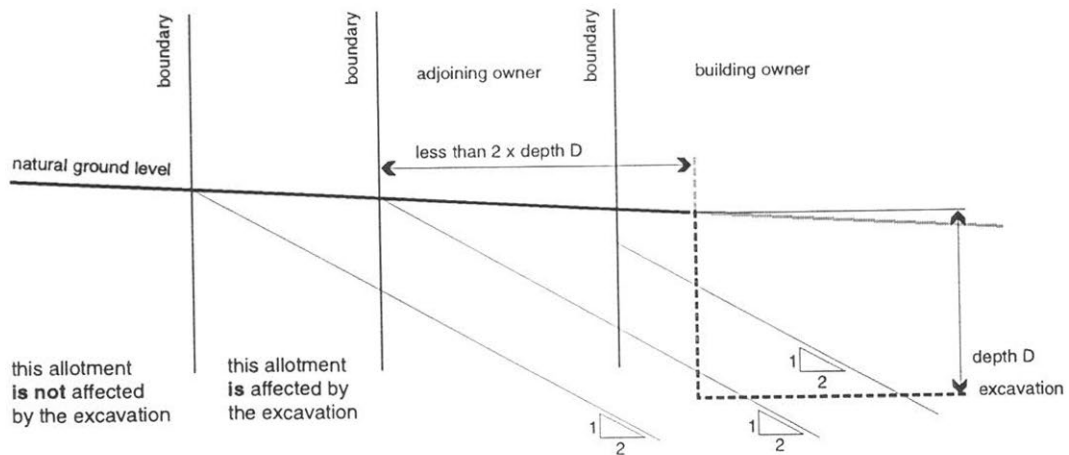 boundary
boundary
adjoining owner
boundary
building owner
less than 2 x depth D
natural ground level
this allotment
is not affected
by the excavation
this allotment
is affected by
the excavation
1
2
1
2
1
2
depth D
excavation